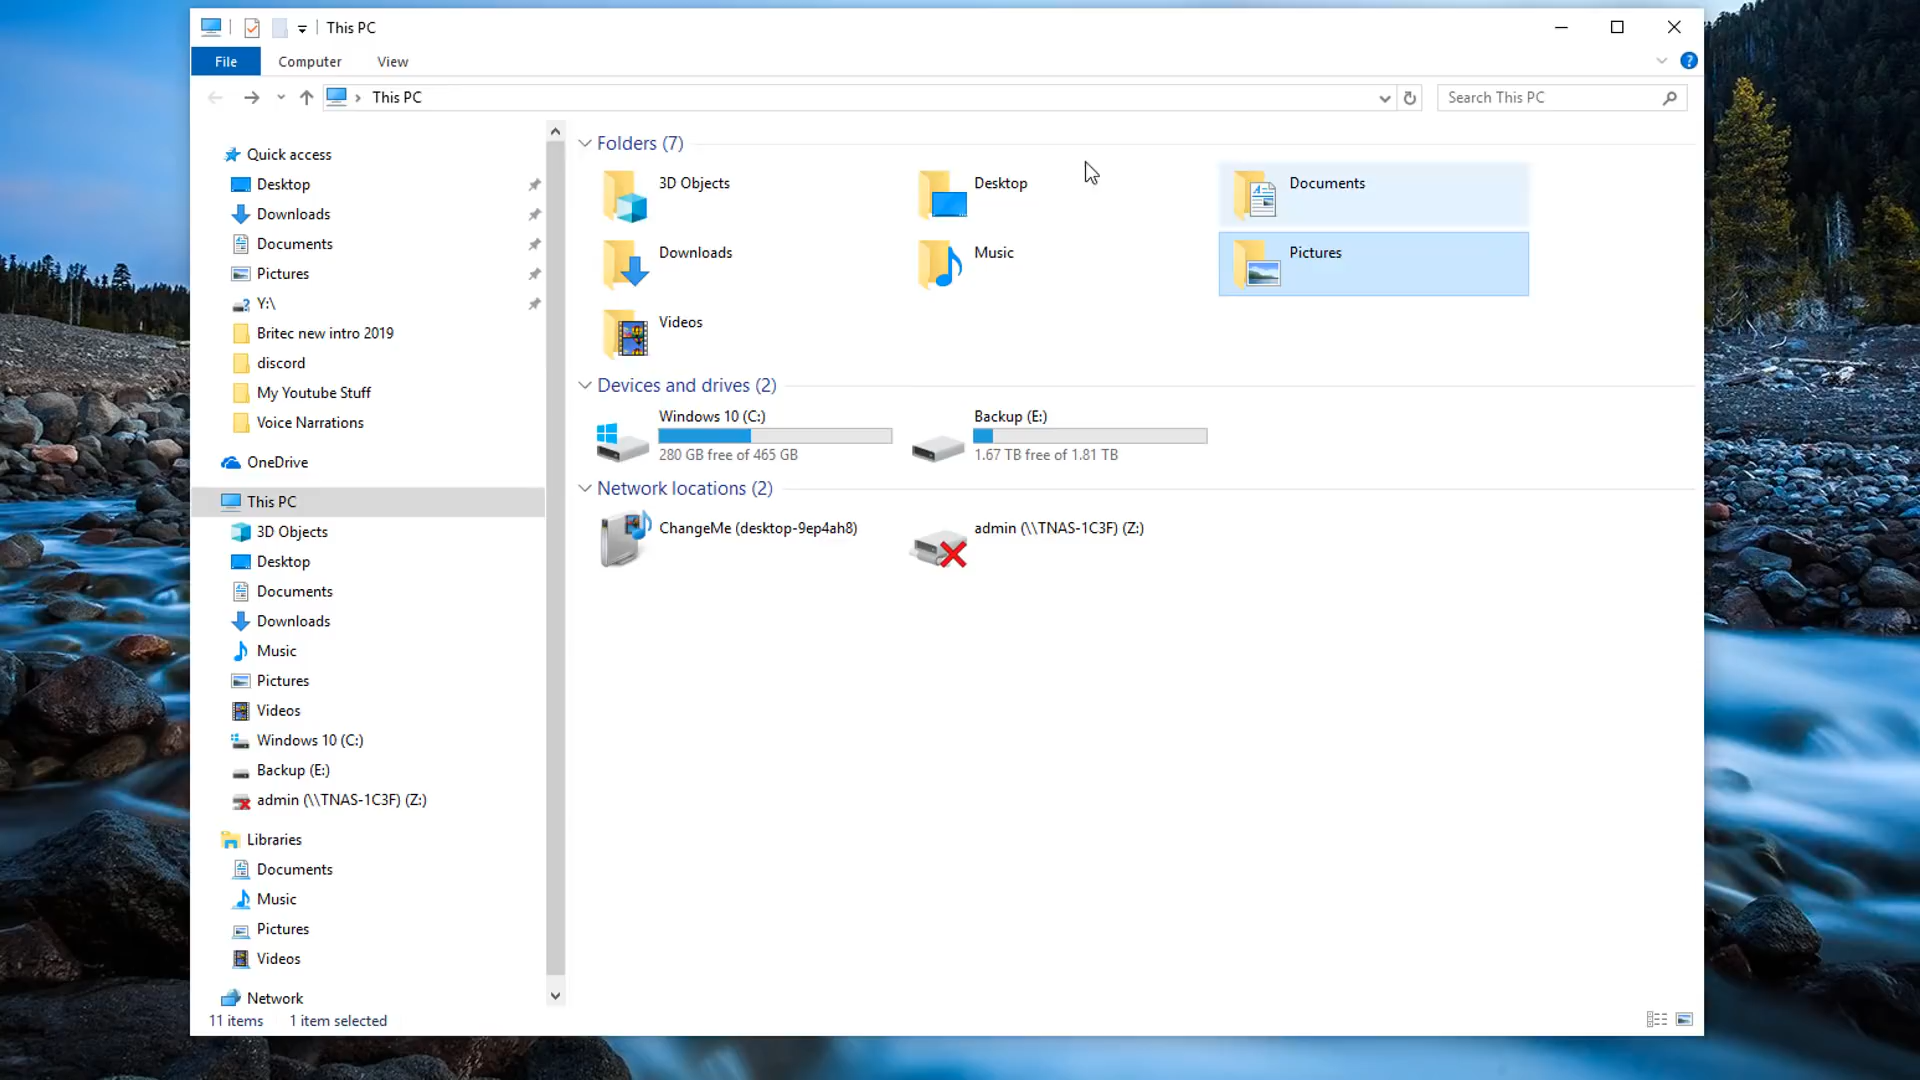 This PC
File Computer View
This PC
Search This PC
Quick access
Desktop
Downloads
Documents
Pictures
Y:\
Britec new intro 2019
discord
My Youtube Stuff
Voice Narrations
OneDrive
This PC
3D Objects
Desktop
Documents
Downloads
Music
Pictures
Videos
Windows 10 (C:)
Backup (E:)
admin (\\TNAS-1C3F) (Z:)
Libraries
Documents
Music
Pictures
Videos
Network
Folders (7)
3D Objects
Desktop
Documents
Downloads
Music
Pictures
Videos
Devices and drives (2)
Windows 10 (C:)
280 GB free of 465 GB
Backup (E:)
1.67 TB free of 1.81 TB
Network locations (2)
ChangeMe (desktop-9ep4ah8)
admin (\\TNAS-1C3F) (Z:)
11 items 1 item selected